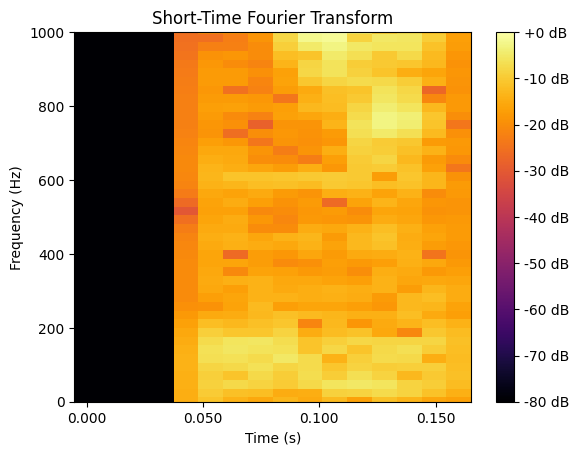 Short-Time Fourier Transform
1000
800
600
400
200
0
Frequency (Hz)
0.000
0.050
0.100
0.150
Time (s)
+0 dB
-10 dB
-20 dB
-30 dB
-40 dB
-50 dB
-60 dB
-70 dB
-80 dB